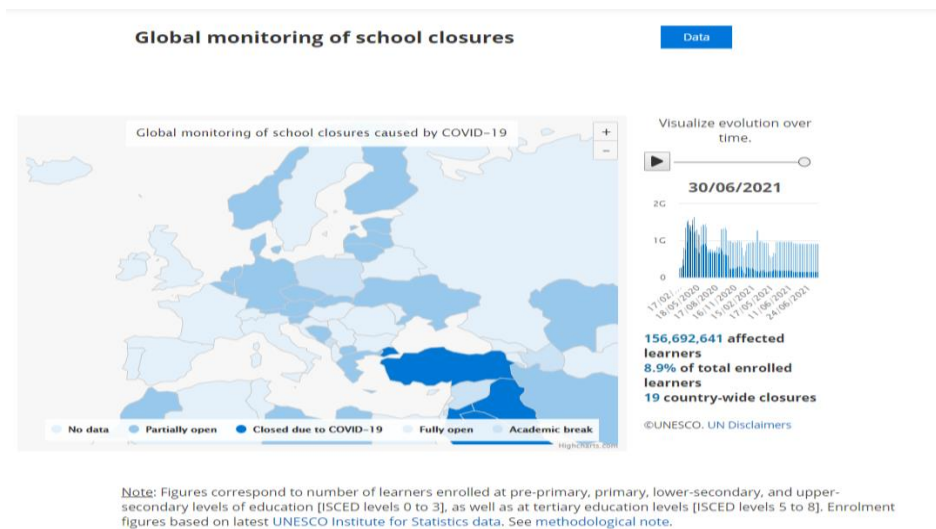 Global monitoring of school closures
Data
Global monitoring of school closures caused by COVID-19
+
−
Visualize evolution over
time.
30/06/2021
2G
1G
0
17/02/...
18/05/2020
17/08/2020
16/11/2020
15/02/2021
17/05/2021
11/06/2021
24/06/2021
156,692,641 affected
learners
8.9% of total enrolled
learners
19 country-wide closures
©UNESCO. UN Disclaimers
No data Partially open Closed due to COVID-19 Fully open Academic break
Highcharts.com
Note: Figures correspond to number of learners enrolled at pre-primary, primary, lower-secondary, and upper-
secondary levels of education [ISCED levels 0 to 3], as well as at tertiary education levels [ISCED levels 5 to 8]. Enrolment
figures based on latest UNESCO Institute for Statistics data. See methodological note.